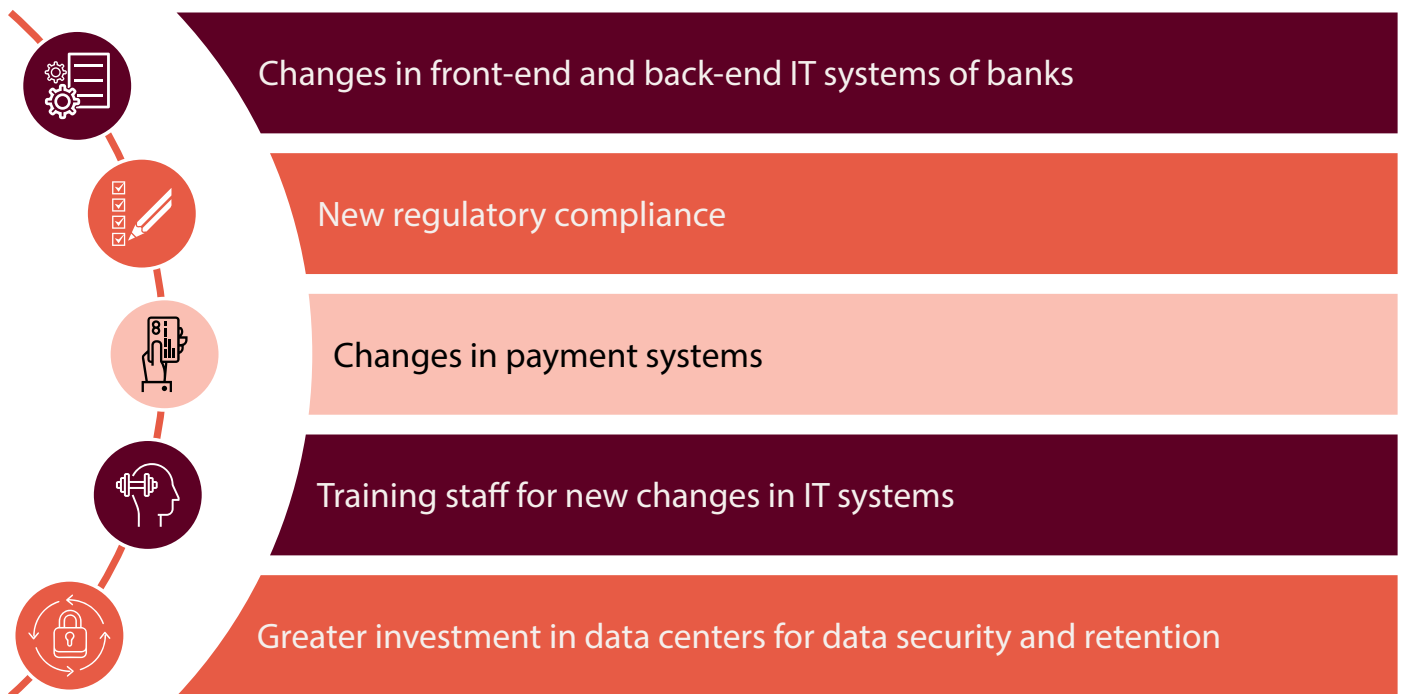 Changes in front-end and back-end IT systems of banks
New regulatory compliance
8
Changes in payment systems
Training staff for new changes in IT systems
Greater investment in data centers for data security and retention